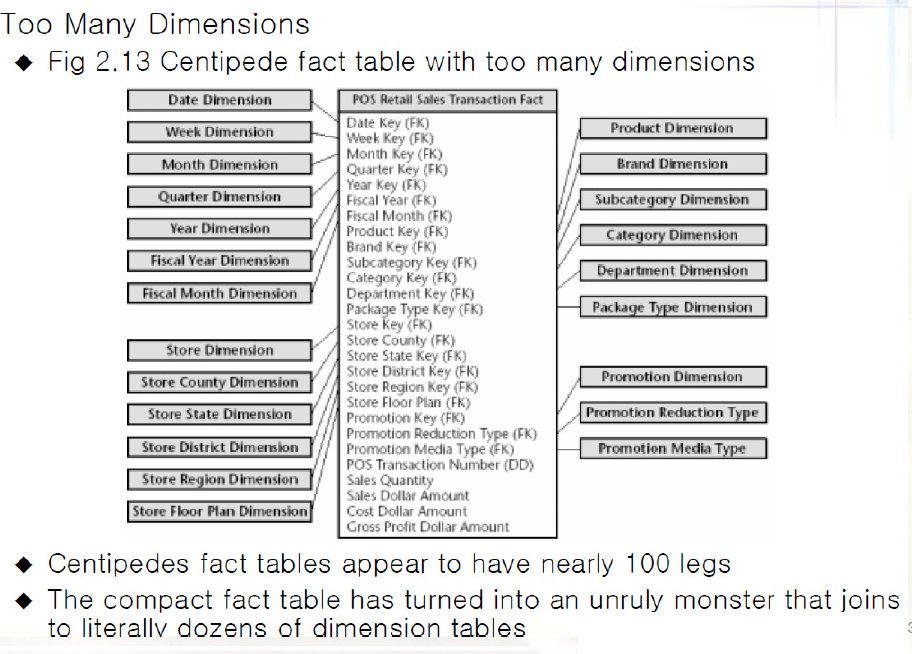 Too Many Dimensions
◆ Fig 2.13 Centipede fact table with too many dimensions
Date Dimension
Week Dimension
Month Dimension
Quarter Dimension
Year Dimension
Fiscal Year Dimension
Fiscal Month Dimension
Store Dimension
Store County Dimension
Store State Dimension
Store District Dimension
Store Region Dimension
Store Floor Plan Dimension
POS Retail Sales Transaction Fact
Date Key (FK)
Week Key (FK)
Month Key (FK)
Quarter Key (FK)
Year Key (FK)
Fiscal Year (FK)
Fiscal Month (FK)
Product Key (FK)
Brand Key (FK)
Subcategory Key (FK)
Category Key (FK)
Department Key (FK)
Package Type Key (FK)
Store Key (FK)
Store County (FK)
Store State Key (FK)
Store District Key (FK)
Store Region Key (FK)
Store Floor Plan (FK)
Promotion Key (FK)
Promotion Reduction Type (FK)
Promotion Media Type (FK)
POS Transaction Number (DD)
Sales Quantity
Sales Dollar Amount
Cost Dollar Amount
Gross Profit Dollar Amount
Product Dimension
Brand Dimension
Subcategory Dimension
Category Dimension
Department Dimension
Package Type Dimension
Promotion Dimension
Promotion Reduction Type
Promotion Media Type
◆ Centipedes fact tables appear to have nearly 100 legs
◆ The compact fact table has turned into an unruly monster that joins
to literally dozens of dimension tables